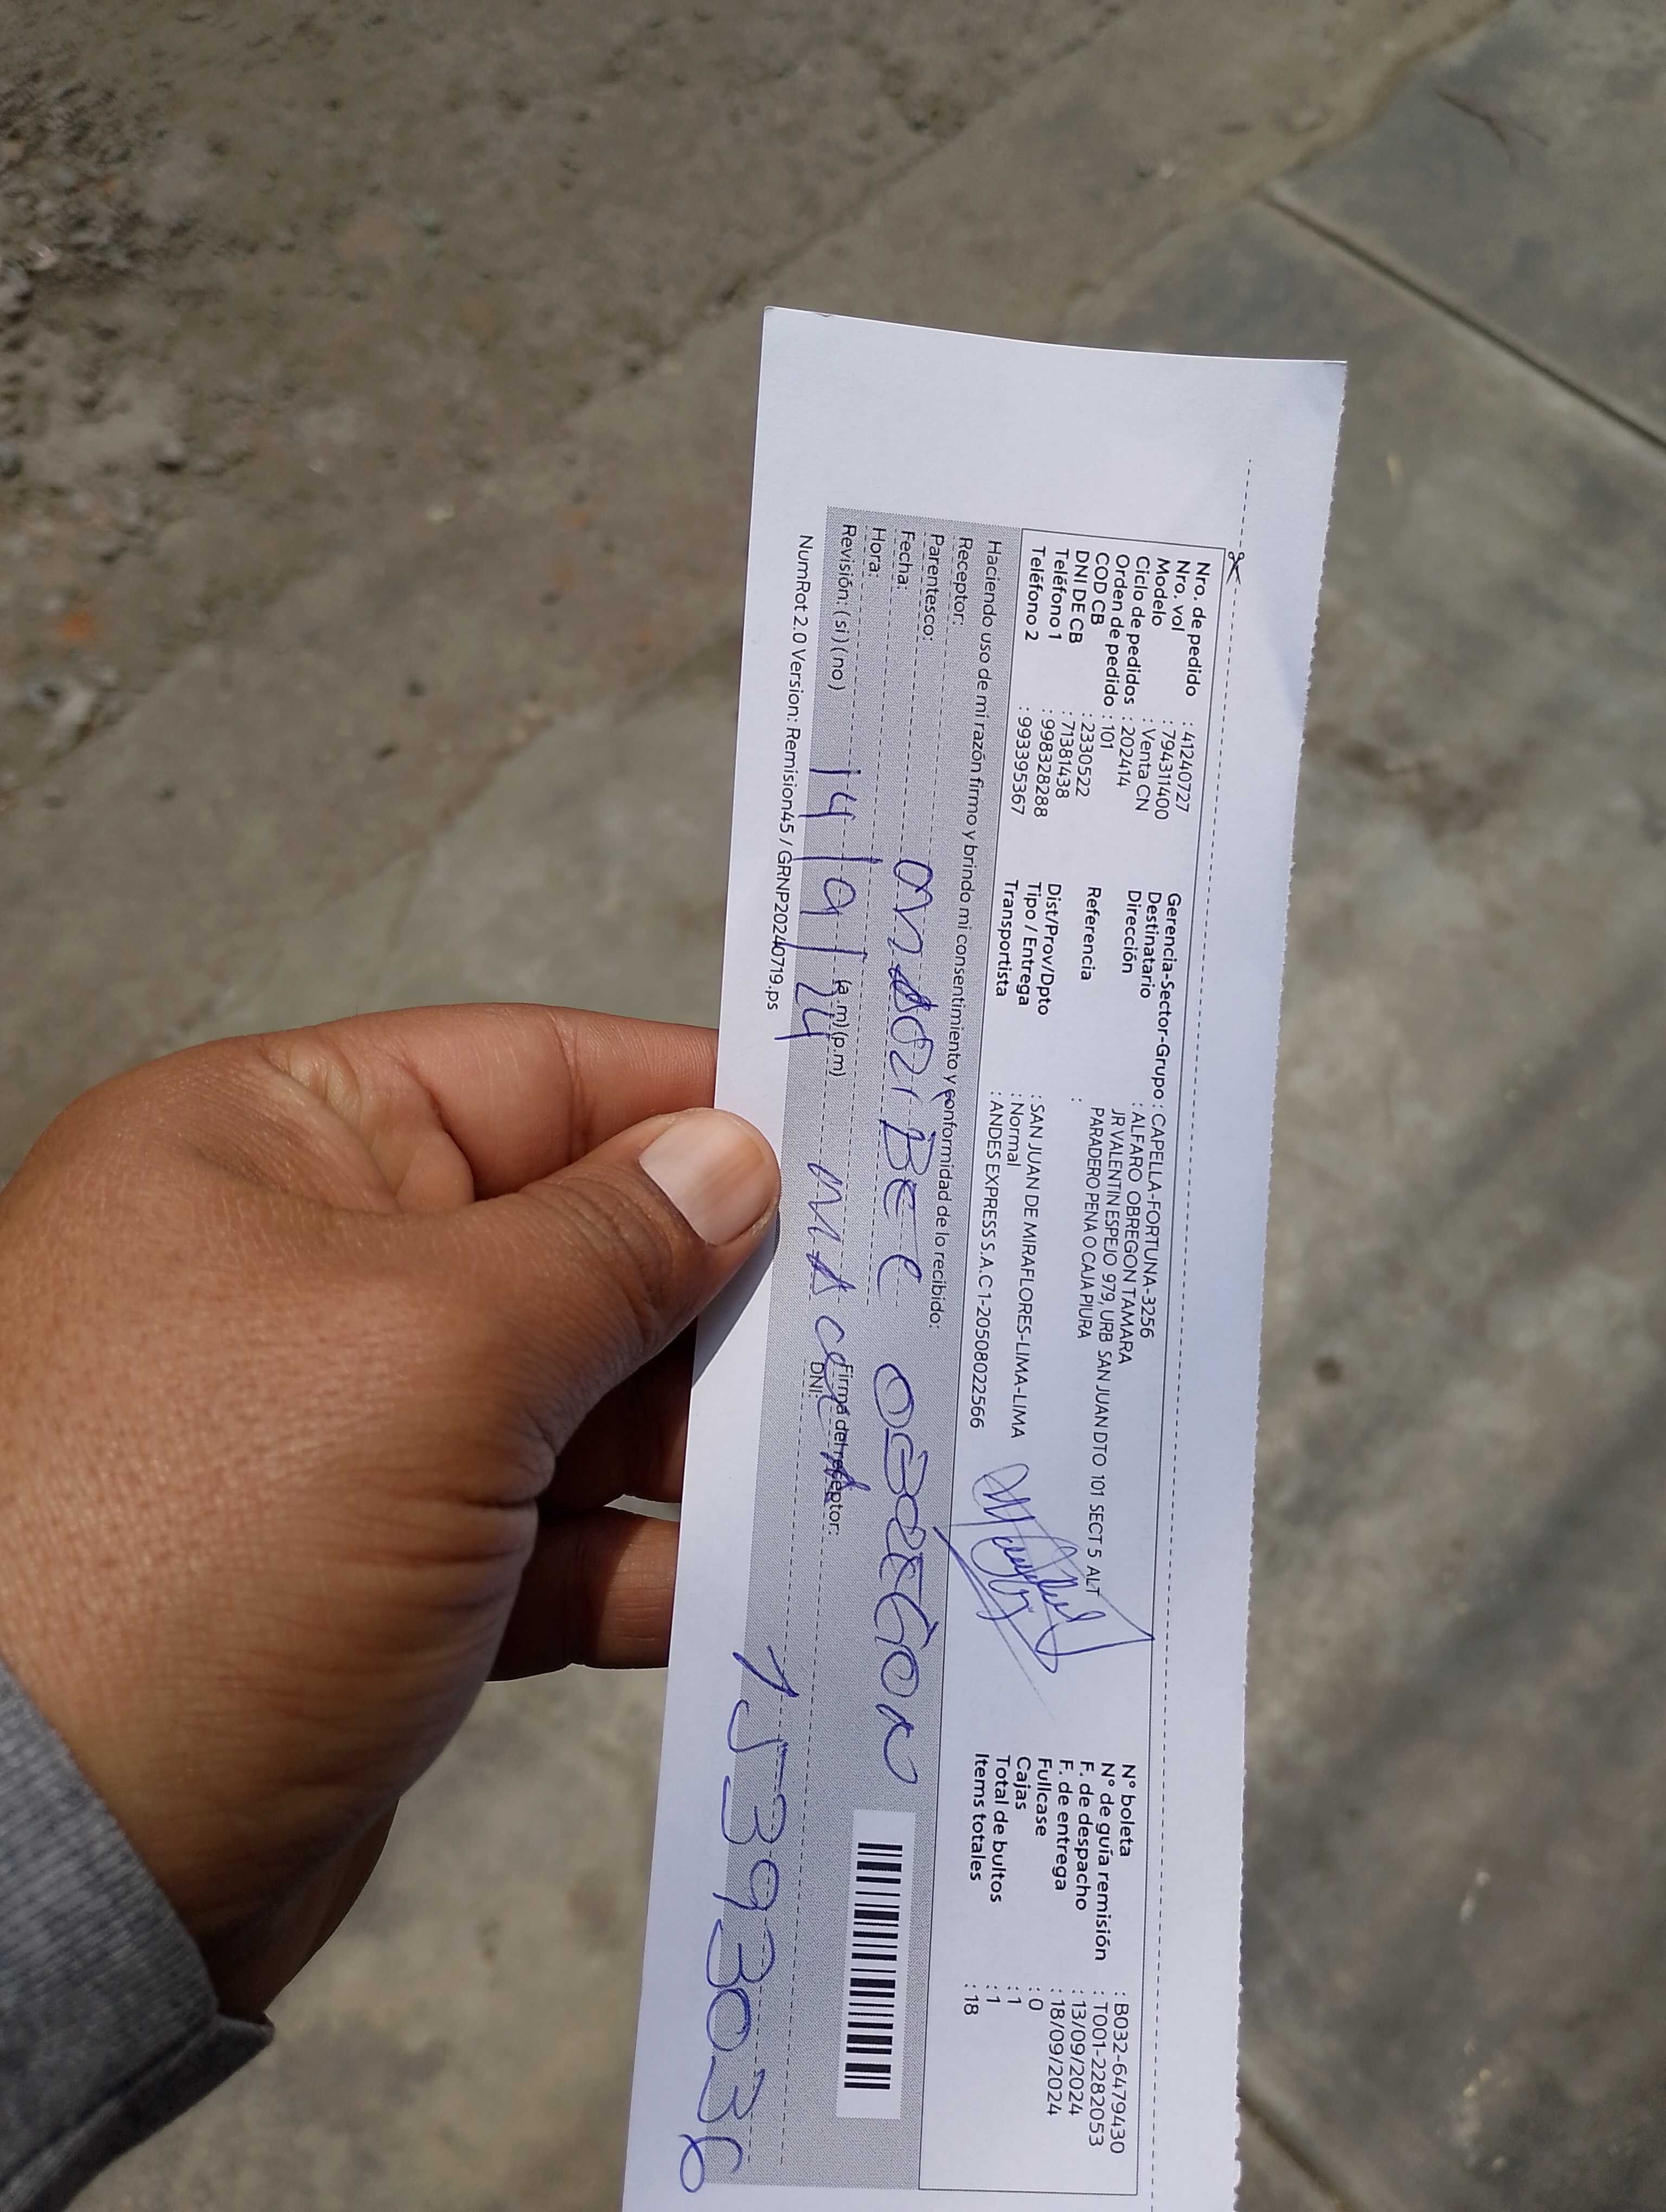 Nro. de pedido : 41240727
Nro. vol : 794311400
Modelo : Venta CN
Ciclo de pedidos : 202414
Orden de pedido : 101
COD CB : 2330522
DNI DE CB : 71381438
Teléfono 1 : 998328288
Teléfono 2 : 993395367
Gerencia-Sector-Grupo : CAPELLA-FORTUNA-3256
Destinatario : ALFARO OBREGON TAMARA
Dirección JR VALENTIN ESPEJO 979, URB SAN JUAN DTO 101 SECT 5 ALT
PARADERO PENA O CAJA PIURA
Referencia :
Dist/Prov/Dpto : SAN JUAN DE MIRAFLORES-LIMA-LIMA
Tipo / Entrega : Normal
Transportista : ANDES EXPRESS S.A.C 1-20508022566
N° boleta : B032-6479430
N° de guía remisión : T001-2282053
F. de despacho : 13/09/2024
F. de entrega : 18/09/2024
Fullcase : 0
Cajas : 1
Total de bultos : 1
Items totales : 18
Haciendo uso de mi razón firmo y brindo mi consentimiento y conformidad de lo recibido:
Receptor:
Parentesco:
Fecha:
OBREGON
Hora: (a.m)(p.m)
Revisión: (si) (no)
14/9/24
Firma del receptor:
DNI:
15393036
NumRot 2.0 Version: Remision45 / GRNP20240719.ps